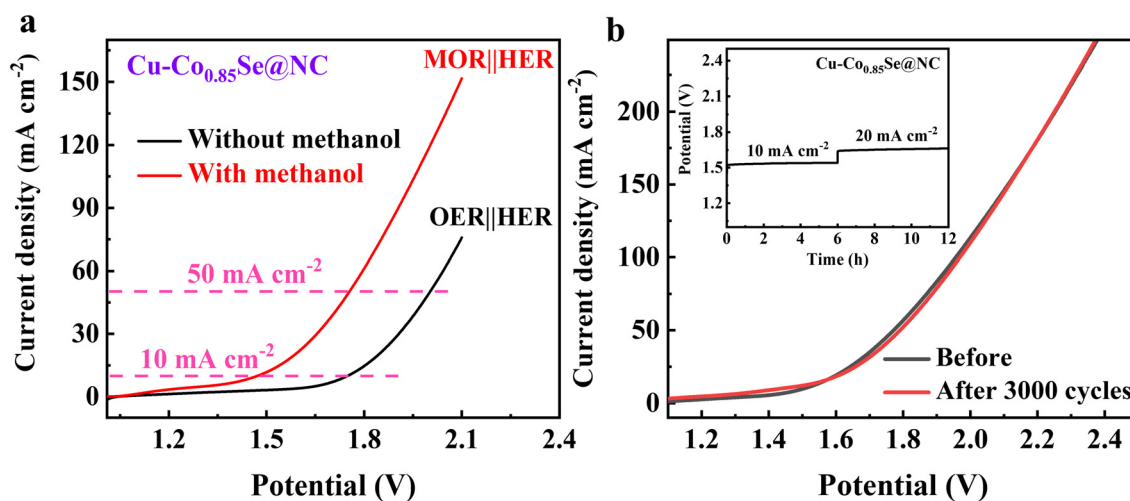 a
Cu-Co0.85Se@NC
MOR||HER
Without methanol
With methanol
OER||HER
50 mA cm-2
10 mA cm-2
Current density (mA cm-2)
150
120
90
60
30
0
1.2 1.5 1.8 2.1 2.4
Potential (V)
b
Cu-Co0.85Se@NC
Potential (V)
2.4
2.1
1.8
1.5
1.2
10 mA cm-2
20 mA cm-2
0 2 4 6 8 10 12
Time (h)
Before
After 3000 cycles
Current density (mA cm-2)
200
150
100
50
0
1.2 1.4 1.6 1.8 2.0 2.2 2.4
Potential (V)